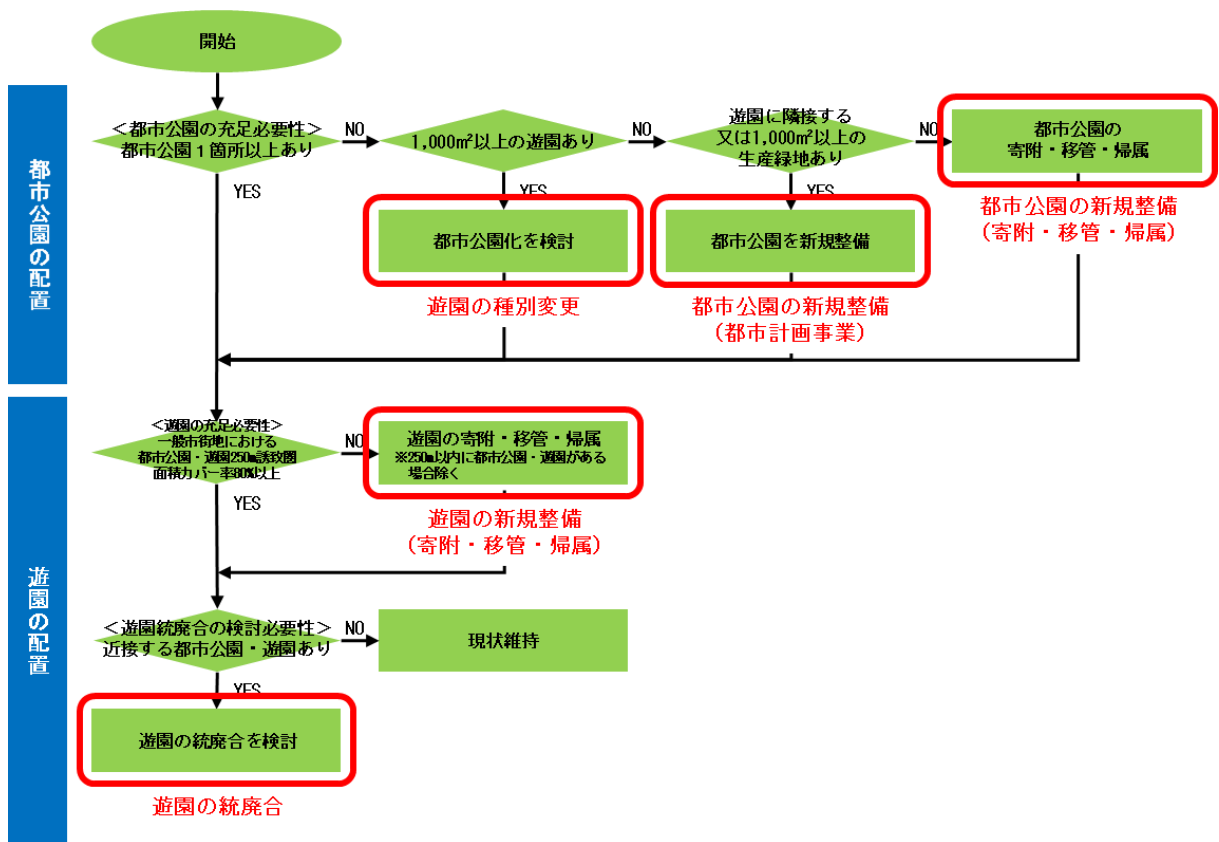 開始
都市公園の配置
＜都市公園の充足必要性＞
都市公園１箇所以上あり
NO
1,000㎡以上の遊園あり
NO
遊園に隣接する
又は1,000㎡以上の
生産緑地あり
NO
都市公園の
寄附・移管・帰属
YES
YES
YES
都市公園化を検討
都市公園を新規整備
都市公園の新規整備
（寄附・移管・帰属）
遊園の種別変更
都市公園の新規整備
（都市計画事業）
遊園の配置
＜遊園の充足必要性＞
一般市街地における
都市公園・遊園250m誘致圏
面積カバー率80%以上
NO
遊園の寄附・移管・帰属
※250m以内に都市公園・遊園がある
場合除く
YES
遊園の新規整備
（寄附・移管・帰属）
＜遊園統廃合の検討必要性＞
近接する都市公園・遊園あり
NO
現状維持
YES
遊園の統廃合を検討
遊園の統廃合